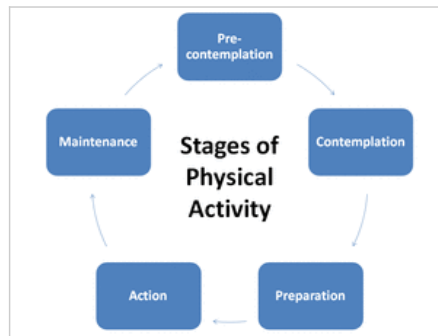 Pre-
contemplation
Contemplation
Preparation
Action
Maintenance
Stages of
Physical
Activity